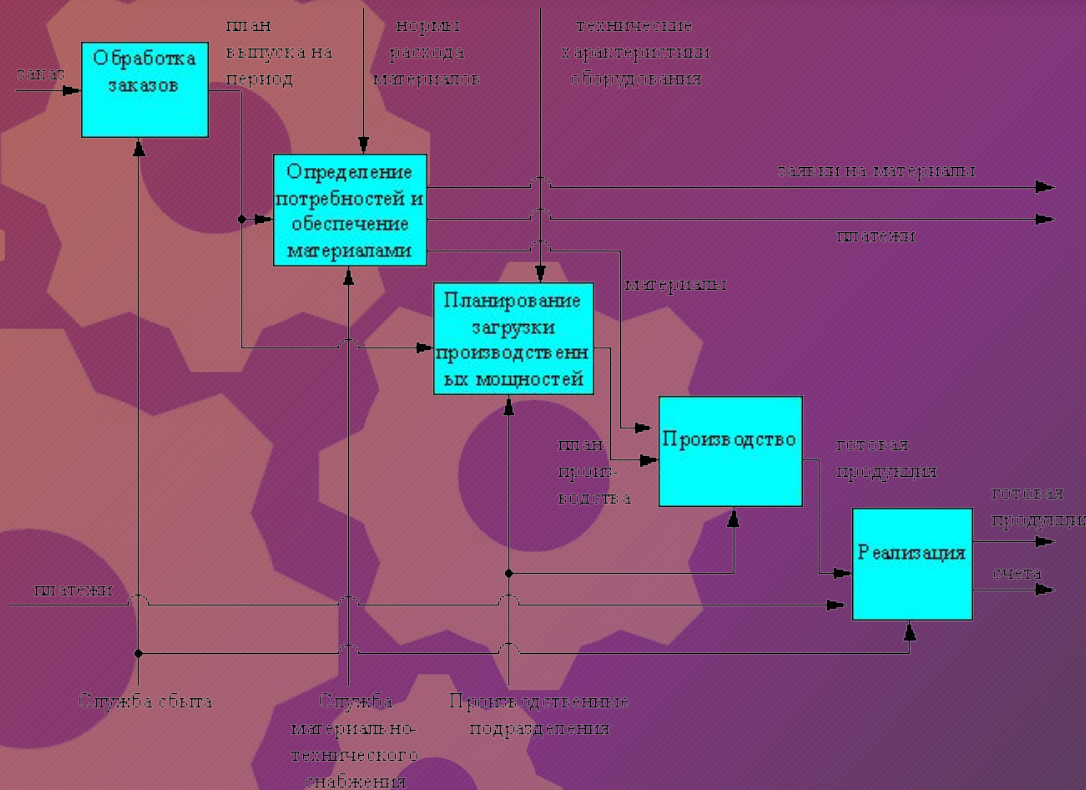 план
выпуска на
период
нормы
расхода
материалов
технические
характеристики
оборудования
заказ
Обработка
заказов
Определение
потребностей и
обеспечение
материалами
заявки на материалы
платежи
материалы
Планирование
загрузки
производственн
ых мощностей
план
произ-
водства
Производство
готовая
продукция
Реализация
готовая
продукция
счета
платежи
Служба сбыта
Служба
материально-
технического
снабжения
Производственные
подразделения